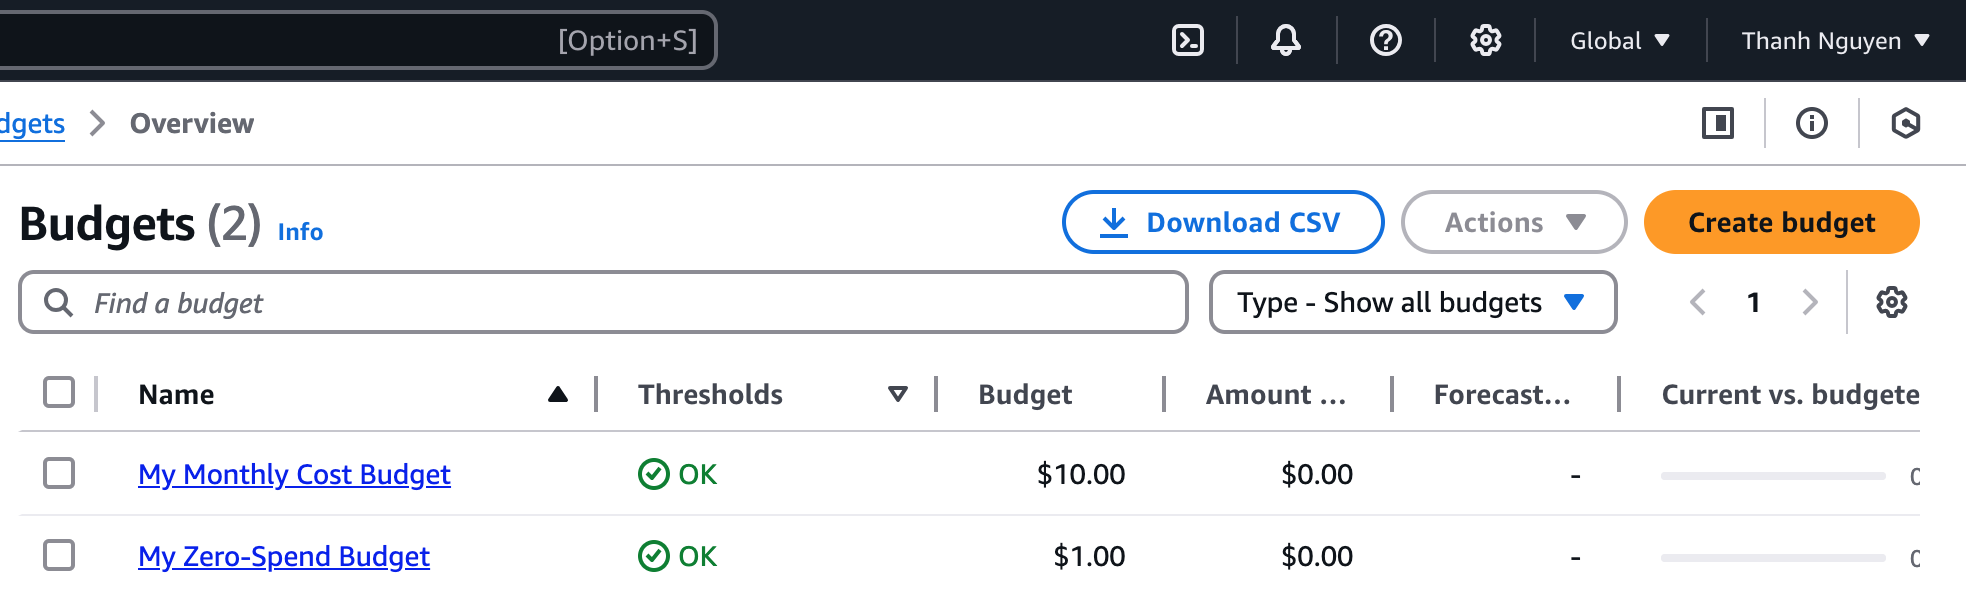 [Option+S] Global Thanh Nguyen
dgets Overview
Budgets (2) Info Download CSV Actions Create budget
Find a budget Type - Show all budgets 1
Name Thresholds Budget Amount ... Forecast... Current vs. budgete
My Monthly Cost Budget OK $10.00 $0.00 - 0
My Zero-Spend Budget OK $1.00 $0.00 - 0